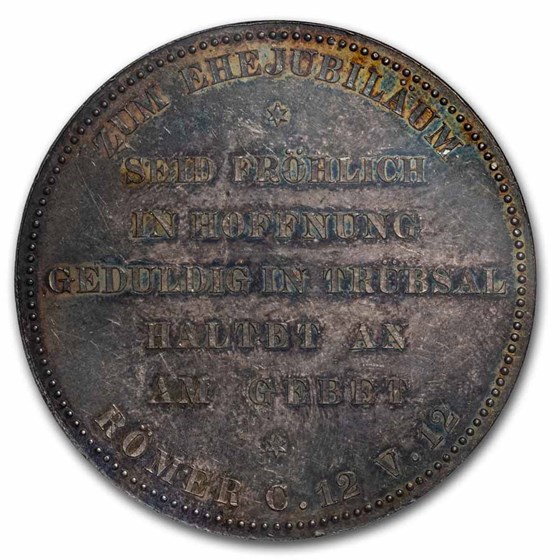 ZUM EHEJUBILÄUM
SEID FRÖHLICH
IN HOFFNUNG
GEDULDIG IN TRÜBSAL
HALTET AN
AM GEBET
RÖMER C. 12 V. 12